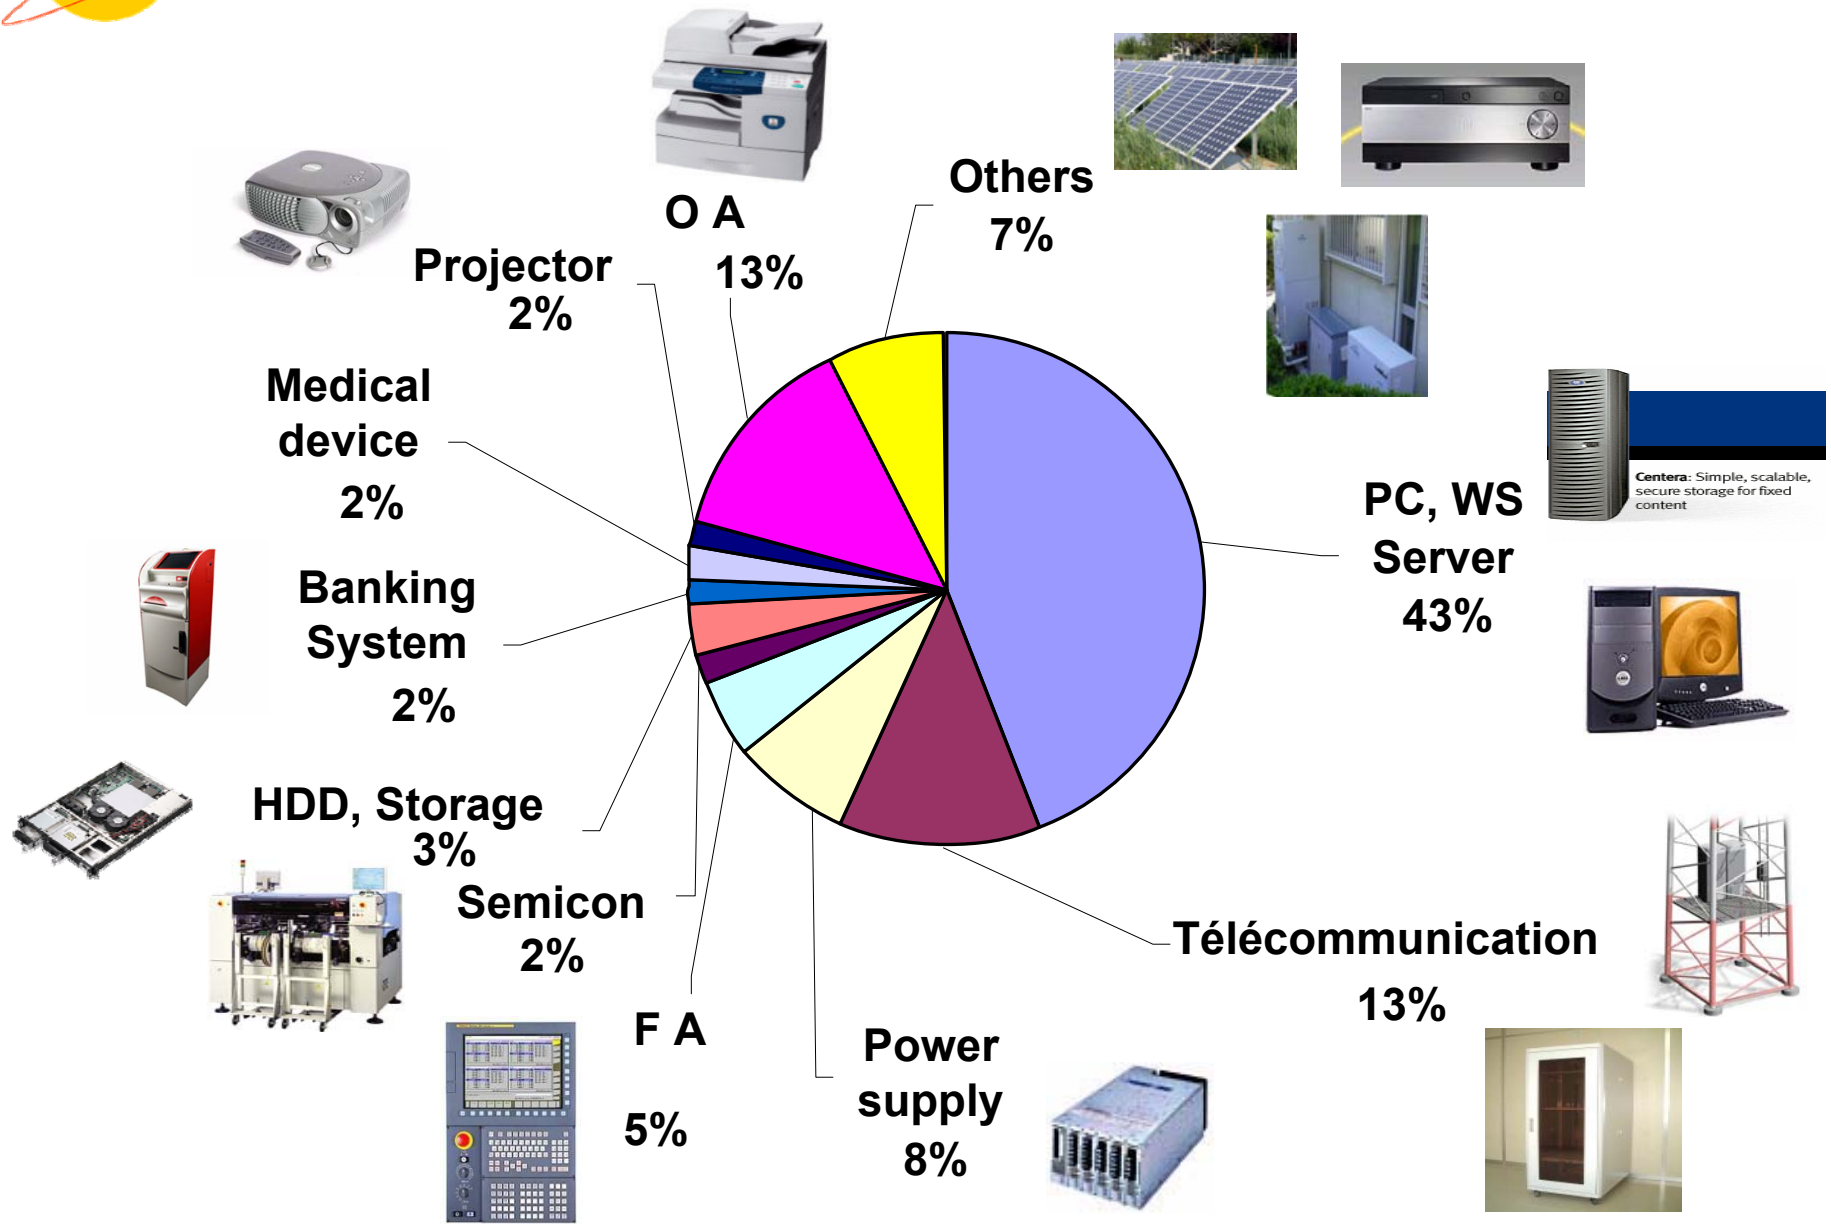 O A
13%
Others
7%
Projector
2%
Medical
device
2%
PC, WS
Server
43%
Centera: Simple, scalable,
secure storage for fixed
content
Banking
System
2%
HDD, Storage
3%
Semicon
2%
Télécommunication
13%
F A
5%
Power
supply
8%